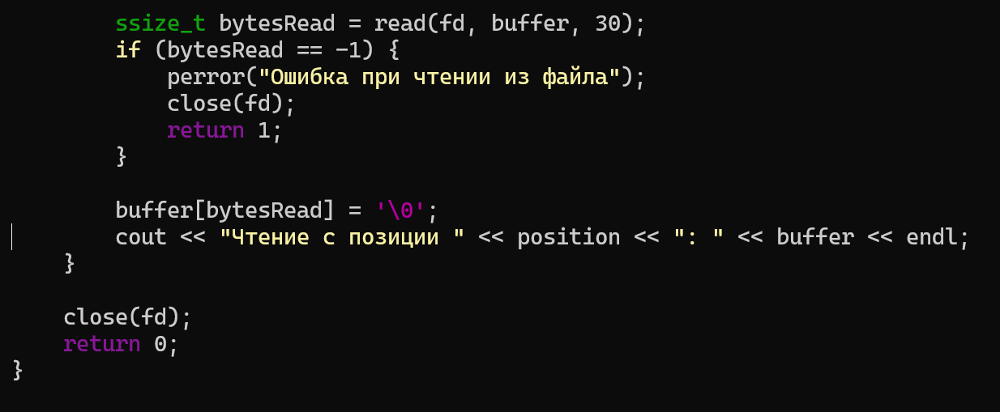 ssize_t bytesRead = read(fd, buffer, 30);
if (bytesRead == -1) {
perror("Ошибка при чтении из файла");
close(fd);
return 1;
}
buffer[bytesRead] = '\0';
cout << "Чтение с позиции " << position << ": " << buffer << endl;
}
close(fd);
return 0;
}